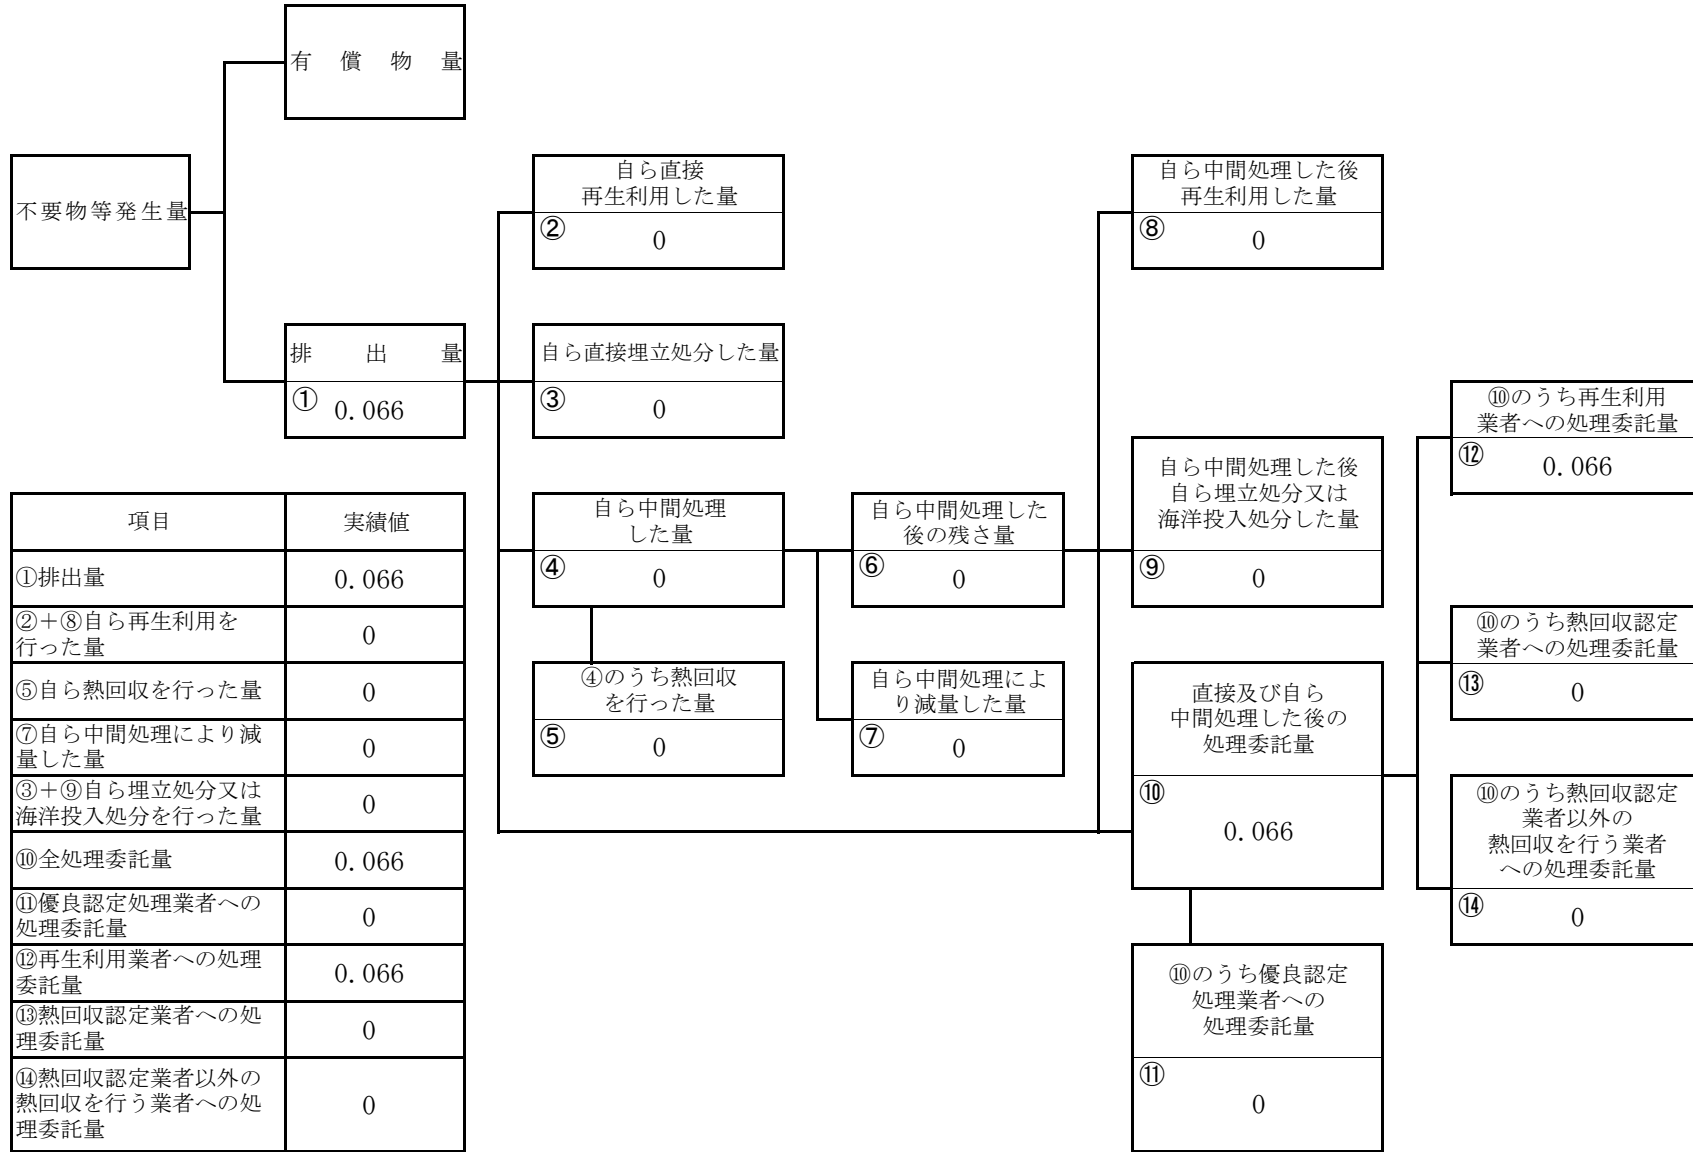 有償物量
不要物等発生量
排出量
①
0.066
自ら直接
再生利用した量
②
0
自ら直接埋立処分した量
③
0
自ら中間処理
した量
④
0
④のうち熱回収
を行った量
⑤
0
自ら中間処理した
後の残さ量
⑥
0
自ら中間処理によ
り減量した量
⑦
0
自ら中間処理した後
再生利用した量
⑧
0
自ら中間処理した後
自ら埋立処分又は
海洋投入処分した量
⑨
0
直接及び自ら
中間処理した後の
処理委託量
⑩
0.066
⑩のうち優良認定
処理業者への
処理委託量
⑪
0
⑩のうち再生利用
業者への処理委託量
⑫
0.066
⑩のうち熱回収認定
業者への処理委託量
⑬
0
⑩のうち熱回収認定
業者以外の
熱回収を行う業者
への処理委託量
⑭
0
項目 実績値
①排出量 0.066
②＋⑧自ら再生利用を
行った量 0
⑤自ら熱回収を行った量 0
⑦自ら中間処理により減
量した量 0
③＋⑨自ら埋立処分又は
海洋投入処分を行った量 0
⑩全処理委託量 0.066
⑪優良認定処理業者への
処理委託量 0
⑫再生利用業者への処理
委託量 0.066
⑬熱回収認定業者への処
理委託量 0
⑭熱回収認定業者以外の
熱回収を行う業者への処
理委託量 0